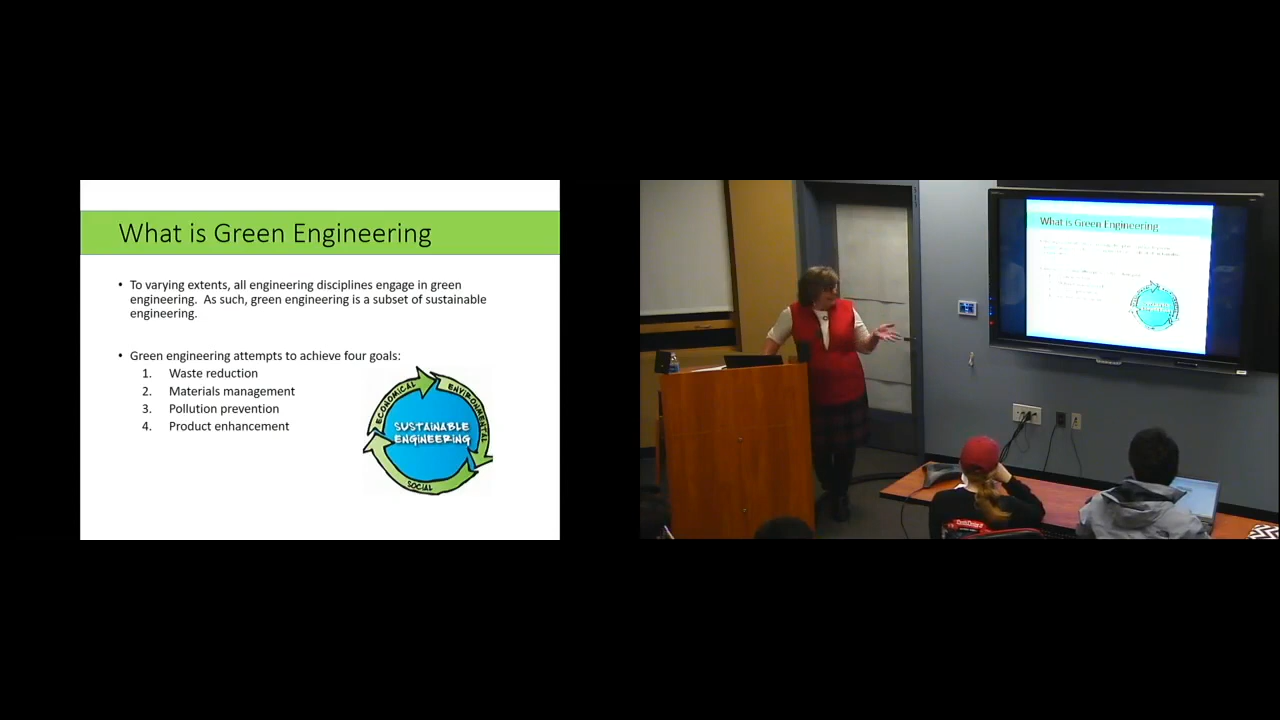 What is Green Engineering
• To varying extents, all engineering disciplines engage in green
engineering. As such, green engineering is a subset of sustainable
engineering.
• Green engineering attempts to achieve four goals:
1. Waste reduction
2. Materials management
3. Pollution prevention
4. Product enhancement
ECONOMICAL
ENVIRONMENTAL
SUSTAINABLE
ENGINEERING
SOCIAL
What is Green Engineering